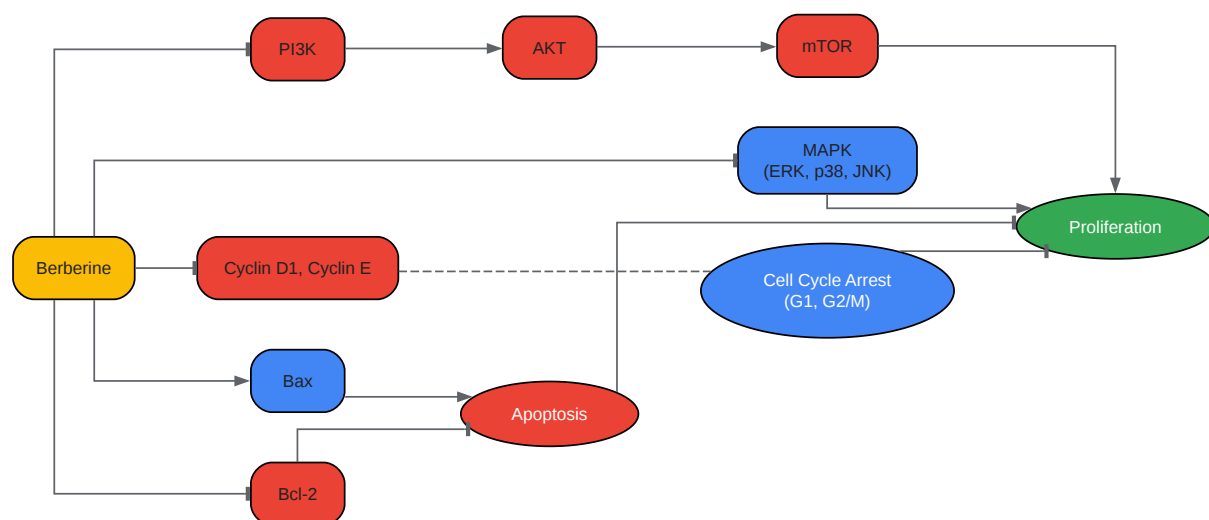 PI3K
AKT
mTOR
MAPK
(ERK, p38, JNK)
Proliferation
Berberine
Cyclin D1, Cyclin E
Cell Cycle Arrest
(G1, G2/M)
Bax
Apoptosis
Bcl-2